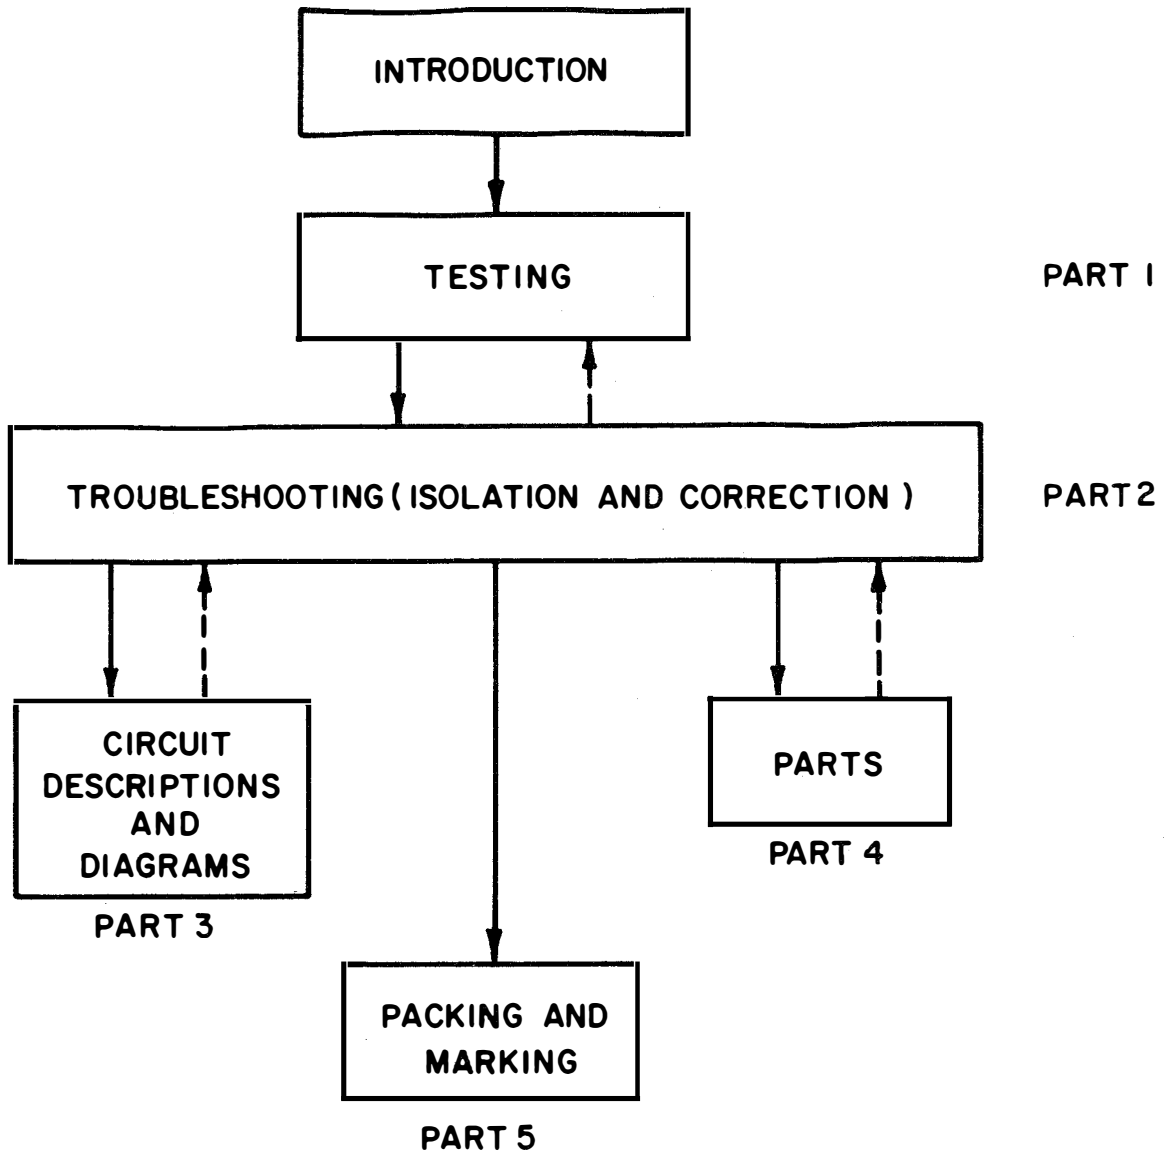 INTRODUCTION
TESTING
PART 1
TROUBLESHOOTING (ISOLATION AND CORRECTION)
PART 2
CIRCUIT
DESCRIPTIONS
AND
DIAGRAMS
PART 3
PARTS
PART 4
PACKING AND
MARKING
PART 5